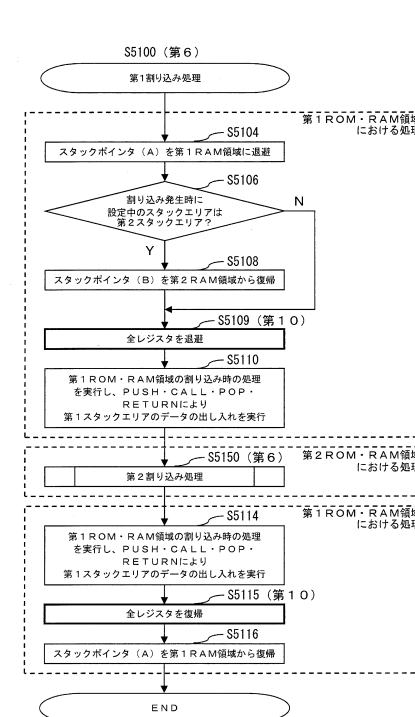 S5100（第６）
第1割り込み処理
第1ROM・RAM領域
における処理
S5104
スタックポインタ（A）を第1RAM領域に退避
S5106
割り込み発生時に
設定中のスタックエリアは
第2スタックエリア？
N
Y
S5108
スタックポインタ（B）を第2RAM領域から復帰
S5109（第１０）
全レジスタを退避
S5110
第1ROM・RAM領域の割り込み時の処理
を実行し、PUSH・CALL・POP・
RETURNにより
第1スタックエリアのデータの出し入れを実行
S5150（第６）
第2ROM・RAM領域
における処理
第2割り込み処理
第1ROM・RAM領域
における処理
S5114
第1ROM・RAM領域の割り込み時の処理
を実行し、PUSH・CALL・POP・
RETURNにより
第1スタックエリアのデータの出し入れを実行
S5115（第１０）
全レジスタを復帰
S5116
スタックポインタ（A）を第1RAM領域から復帰
END